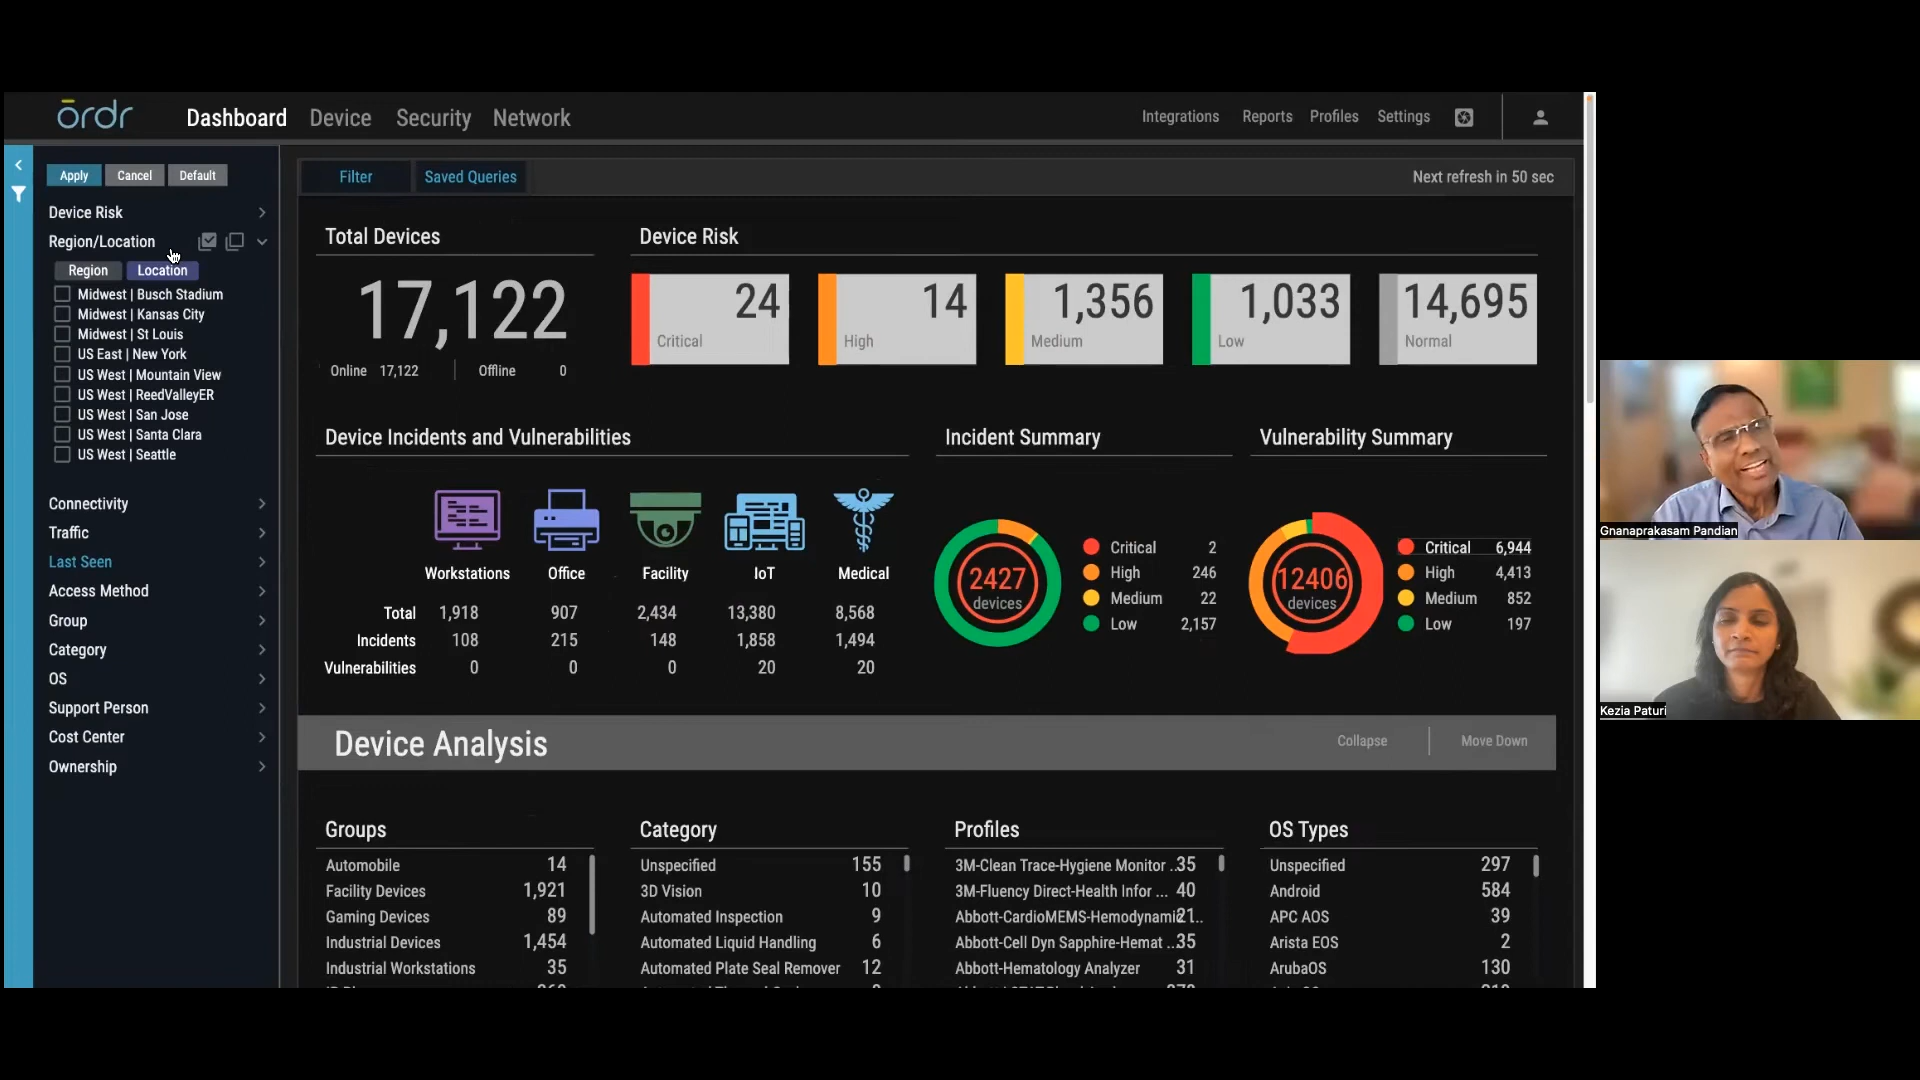 ordr
Dashboard Device Security Network
Integrations Reports Profiles Settings
Apply Cancel Default
Device Risk
Region/Location
Region Location
Midwest | Busch Stadium
Midwest | Kansas City
Midwest | St Louis
US East | New York
US West | Mountain View
US West | ReedValleyER
US West | San Jose
US West | Santa Clara
US West | Seattle
Connectivity
Traffic
Last Seen
Access Method
Group
Category
OS
Support Person
Cost Center
Ownership
Filter Saved Queries
Next refresh in 50 sec
Total Devices
17,122
Online 17,122 Offline 0
Device Risk
24 Critical
14 High
1,356 Medium
1,033 Low
14,695 Normal
Device Incidents and Vulnerabilities
Workstations Office Facility IoT Medical
Total 1,918 907 2,434 13,380 8,568
Incidents 108 215 148 1,858 1,494
Vulnerabilities 0 0 0 20 20
Incident Summary
2427
devices
Critical 2
High 246
Medium 22
Low 2,157
Vulnerability Summary
12406
devices
Critical 6,944
High 4,413
Medium 852
Low 197
Device Analysis
Collapse Move Down
Groups
Automobile 14
Facility Devices 1,921
Gaming Devices 89
Industrial Devices 1,454
Industrial Workstations 35
Category
Unspecified 155
3D Vision 10
Automated Inspection 9
Automated Liquid Handling 6
Automated Plate Seal Remover 12
Profiles
3M-Clean Trace-Hygiene Monitor ... 35
3M-Fluency Direct-Health Infor ... 40
Abbott-CardioMEMS-Hemodynamic ... 21
Abbott-Cell Dyn Sapphire-Hemat ... 35
Abbott-Hematology Analyzer 31
OS Types
Unspecified 297
Android 584
APC AOS 39
Arista EOS 2
ArubaOS 130
Gnanaprakasam Pandian
Kezia Paturi